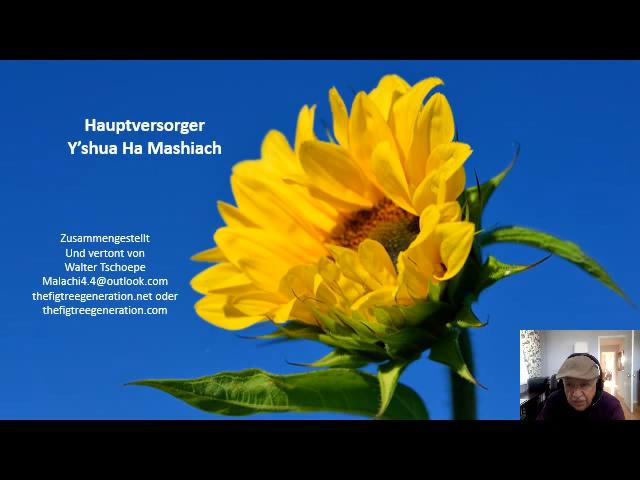 Hauptversorger
Y’shua Ha Mashiach
Zusammengestellt
Und vertont von
Walter Tschoepe
Malachi4.4@outlook.com
thefigtreegeneration.net oder
thefigtreegeneration.com